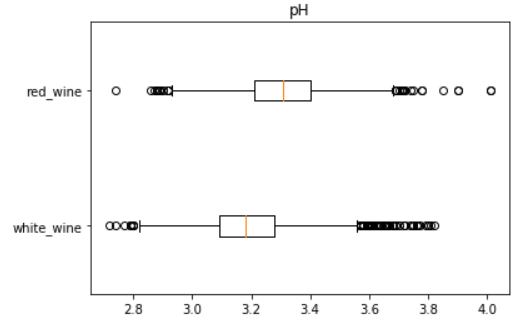 pH
red_wine
white_wine
2.8 3.0 3.2 3.4 3.6 3.8 4.0